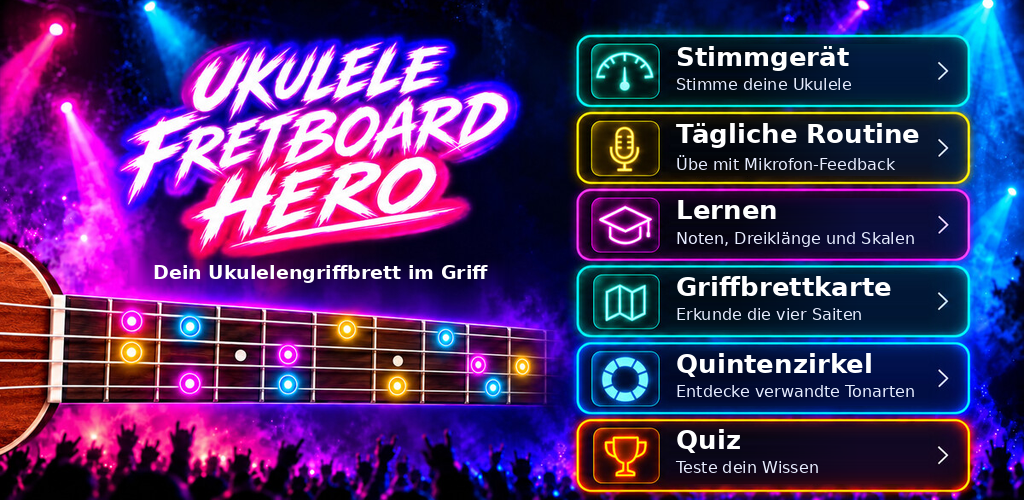 UKULELE
FRETBOARD
HERO
Dein Ukulelengriffbrett im Griff
Stimmgerät
Stimme deine Ukulele
Tägliche Routine
Übe mit Mikrofon-Feedback
Lernen
Noten, Dreiklänge und Skalen
Griffbrettkarte
Erkunde die vier Saiten
Quintenzirkel
Entdecke verwandte Tonarten
Quiz
Teste dein Wissen